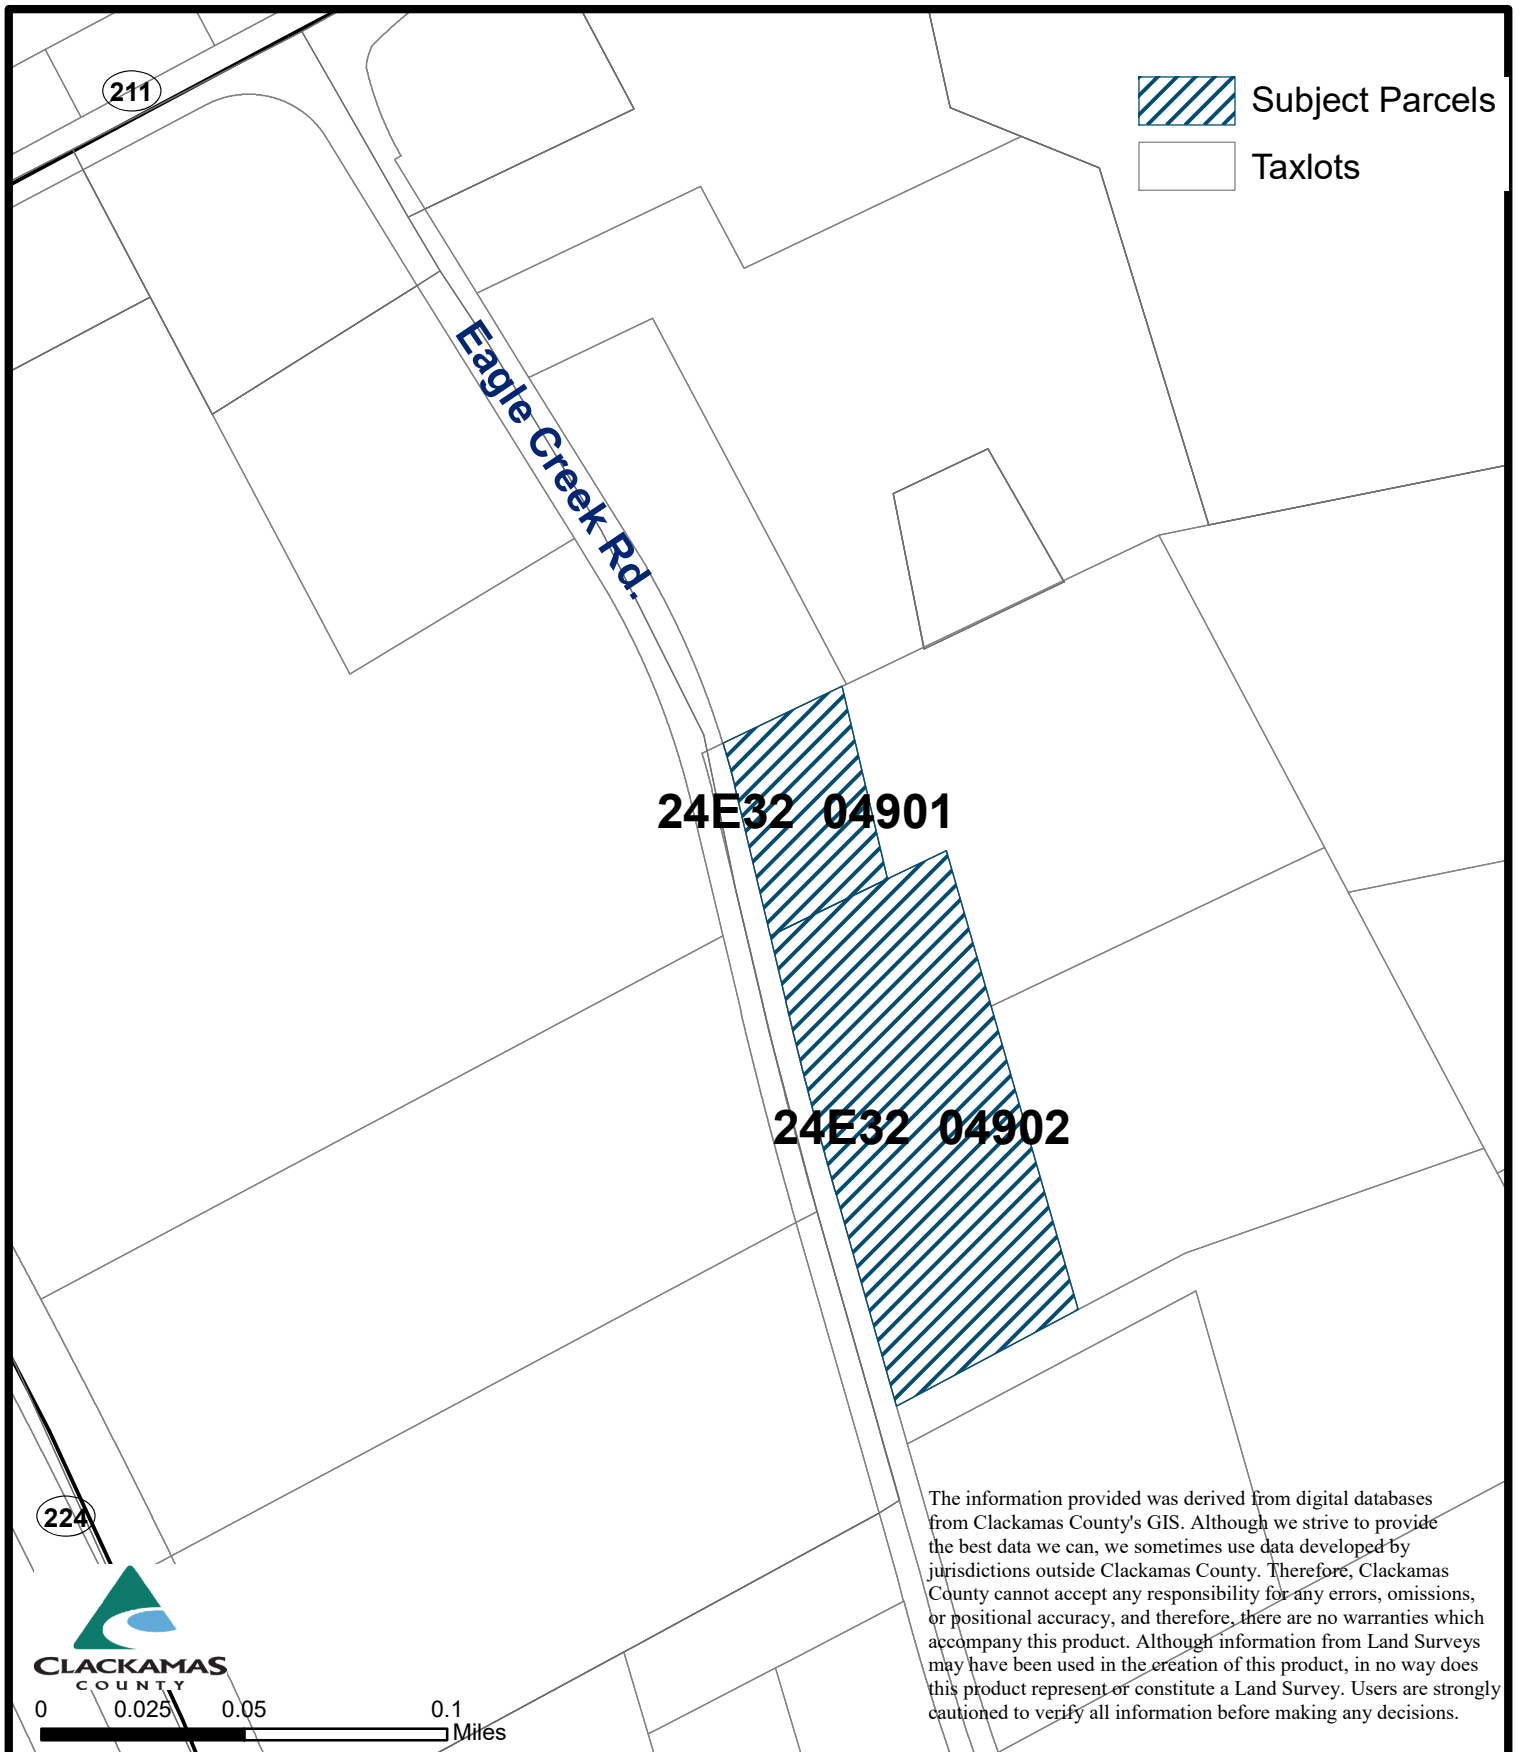 211
Subject Parcels
Taxlots
Eagle Creek Rd.
24E32 04901
24E32 04902
224
The information provided was derived from digital databases
from Clackamas County's GIS. Although we strive to provide
the best data we can, we sometimes use data developed by
jurisdictions outside Clackamas County. Therefore, Clackamas
County cannot accept any responsibility for any errors, omissions,
or positional accuracy, and therefore, there are no warranties which
accompany this product. Although information from Land Surveys
may have been used in the creation of this product, in no way does
this product represent or constitute a Land Survey. Users are strongly
cautioned to verify all information before making any decisions.
CLACKAMAS
COUNTY
0 0.025 0.05 0.1
Miles